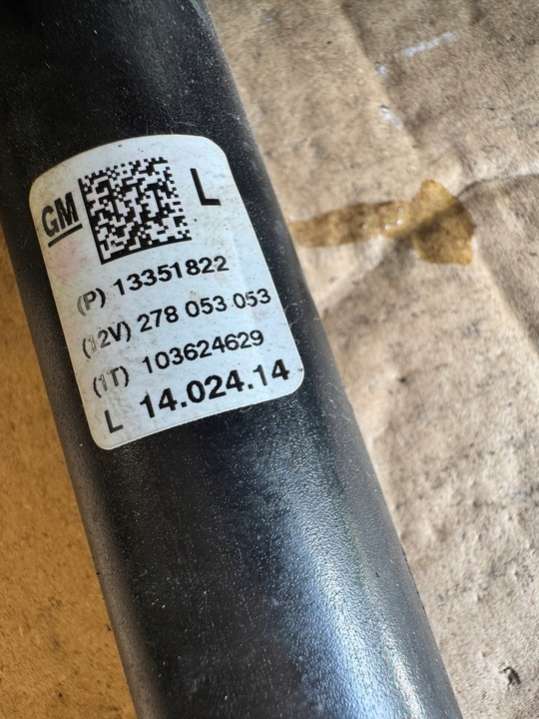 GM L
(P) 13351822
(12V) 278 053 053
(1T) 103624629
L 14.024.14